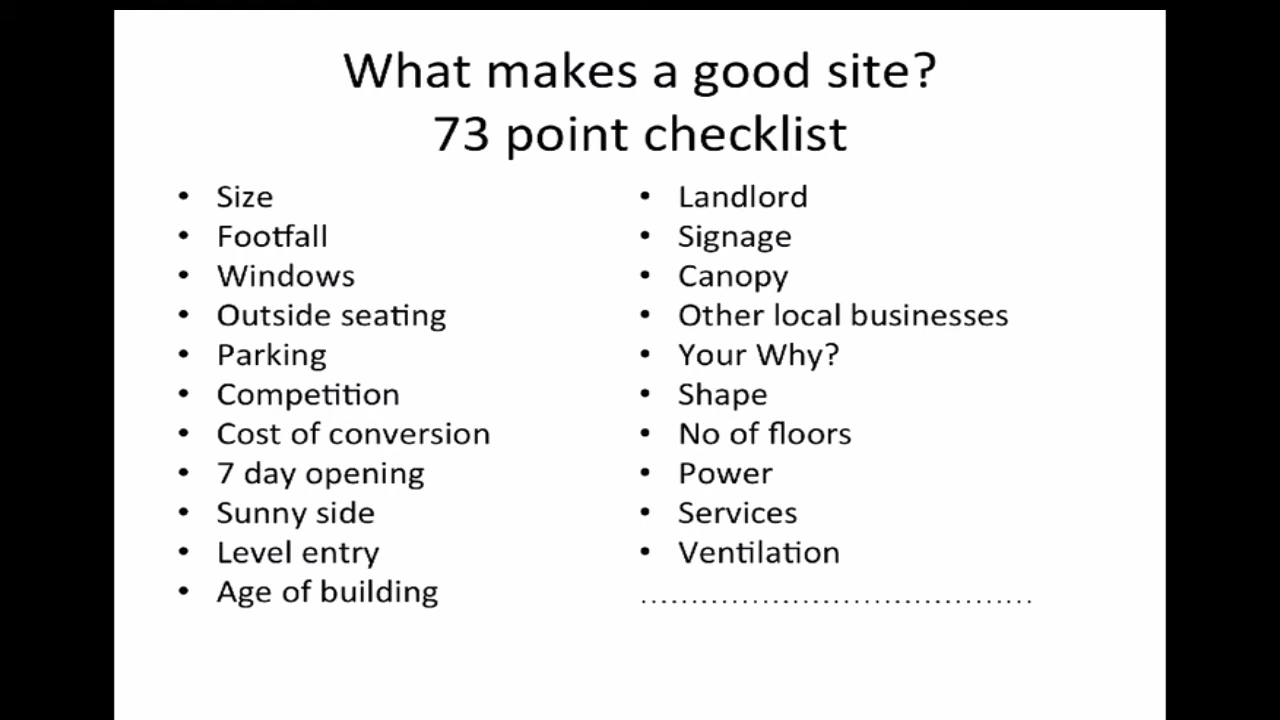 What makes a good site?
73 point checklist
• Size
• Footfall
• Windows
• Outside seating
• Parking
• Competition
• Cost of conversion
• 7 day opening
• Sunny side
• Level entry
• Age of building
• Landlord
• Signage
• Canopy
• Other local businesses
• Your Why?
• Shape
• No of floors
• Power
• Services
• Ventilation
.......................................